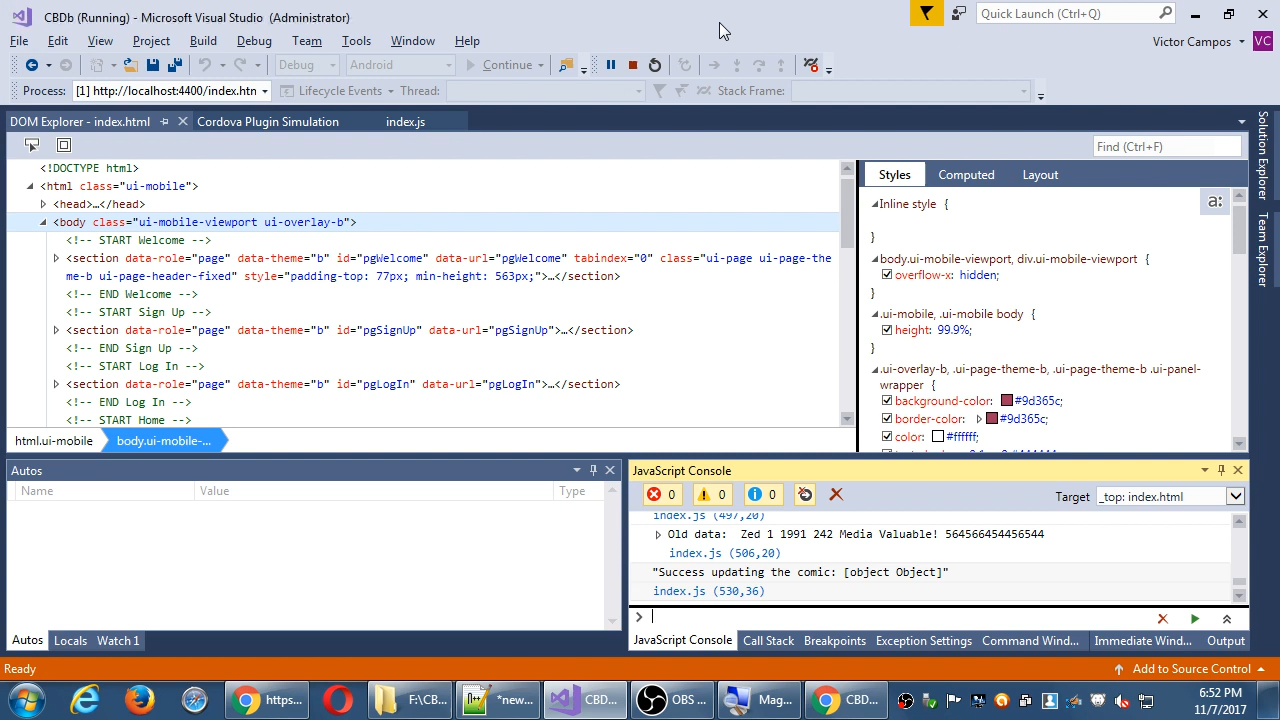 CBDb (Running) - Microsoft Visual Studio (Administrator)
Quick Launch (Ctrl+Q)
File Edit View Project Build Debug Team Tools Window Help
Victor Campos VC
Debug Android Continue
Process: [1] http://localhost:4400/index.htn Lifecycle Events Thread: Stack Frame:
DOM Explorer - index.html Cordova Plugin Simulation index.js
Find (Ctrl+F)
<!DOCTYPE html>
<html class="ui-mobile">
<head>…</head>
<body class="ui-mobile-viewport ui-overlay-b">
<!-- START Welcome -->
<section data-role="page" data-theme="b" id="pgWelcome" data-url="pgWelcome" tabindex="0" class="ui-page ui-page-the
me-b ui-page-header-fixed" style="padding-top: 77px; min-height: 563px;">…</section>
<!-- END Welcome -->
<!-- START Sign Up -->
<section data-role="page" data-theme="b" id="pgSignUp" data-url="pgSignUp">…</section>
<!-- END Sign Up -->
<!-- START Log In -->
<section data-role="page" data-theme="b" id="pgLogIn" data-url="pgLogIn">…</section>
<!-- END Log In -->
<!-- START Home -->
html.ui-mobile body.ui-mobile-...
Styles Computed Layout
Inline style {
a:
}
body.ui-mobile-viewport, div.ui-mobile-viewport {
overflow-x: hidden;
}
.ui-mobile, .ui-mobile body {
height: 99.9%;
}
.ui-overlay-b, .ui-page-theme-b, .ui-page-theme-b .ui-panel-
wrapper {
background-color: #9d365c;
border-color: #9d365c;
color: #ffffff;
Solution Explorer
Team Explorer
Autos
Name Value Type
Autos Locals Watch 1
JavaScript Console
0 0 0 Target _top: index.html
index.js (497,20)
Old data: Zed 1 1991 242 Media Valuable! 564566454456544
index.js (506,20)
"Success updating the comic: [object Object]"
index.js (530,36)
JavaScript Console Call Stack Breakpoints Exception Settings Command Wind... Immediate Wind... Output
Ready
Add to Source Control
https... F:\CB... *new... CBD... OBS ... Mag... CBD...
6:52 PM
11/7/2017